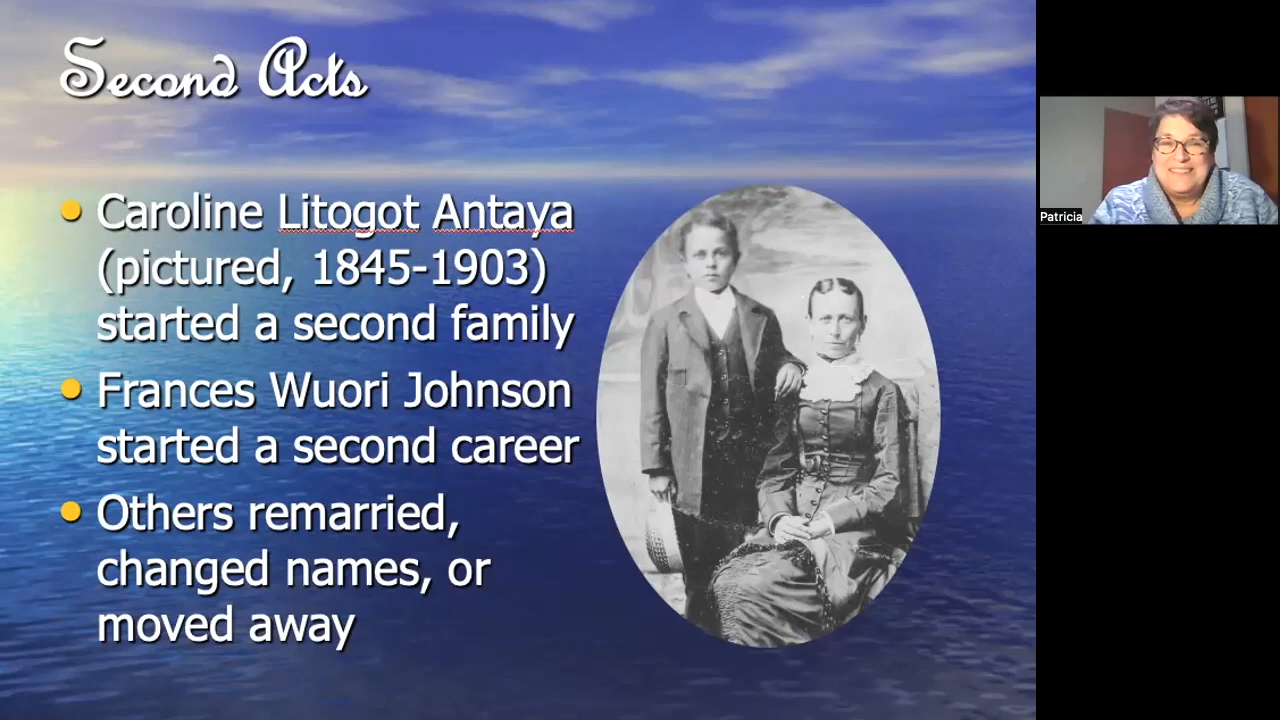 Second Acts
Caroline Litogot Antaya
(pictured, 1845-1903)
started a second family
Frances Wuori Johnson
started a second career
Others remarried,
changed names, or
moved away
Patricia